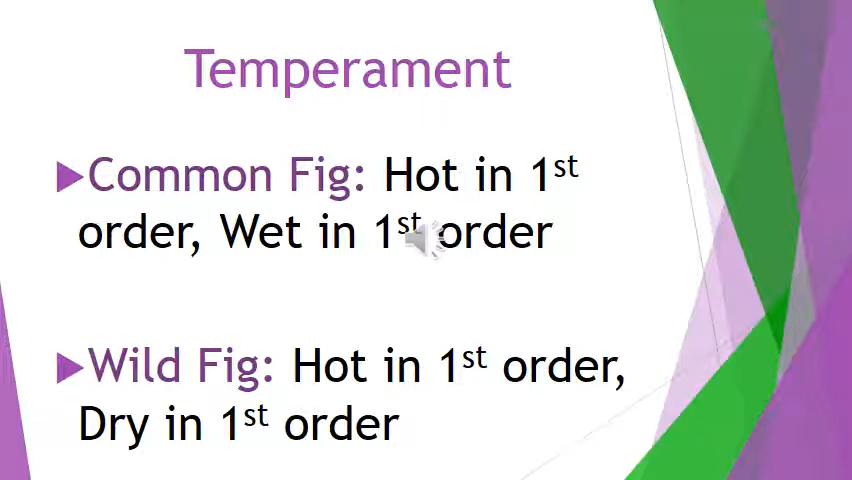 Temperament
Common Fig: Hot in 1st
order, Wet in 1st order
Wild Fig: Hot in 1st order,
Dry in 1st order